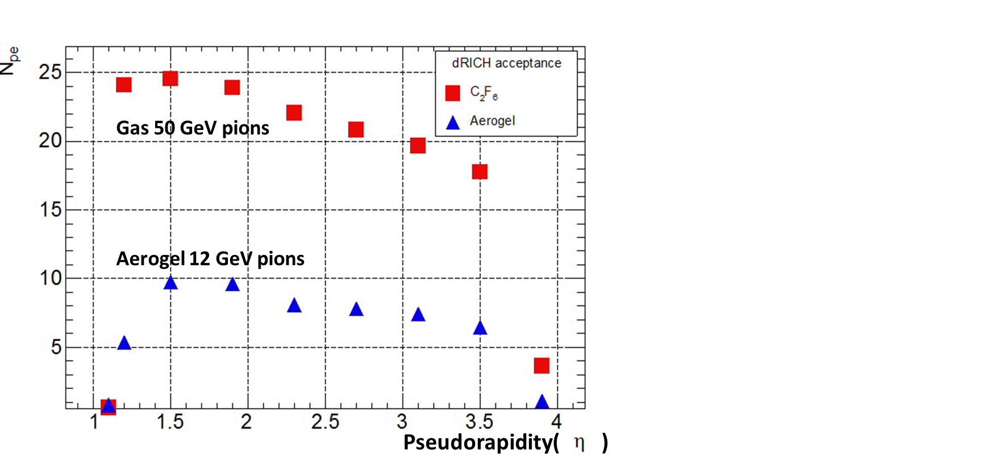 N_pe
25
20
15
10
5
dRICH acceptance
C₂F₆
Aerogel
Gas 50 GeV pions
Aerogel 12 GeV pions
1 1.5 2 2.5 3 3.5 4
Pseudorapidity( η )